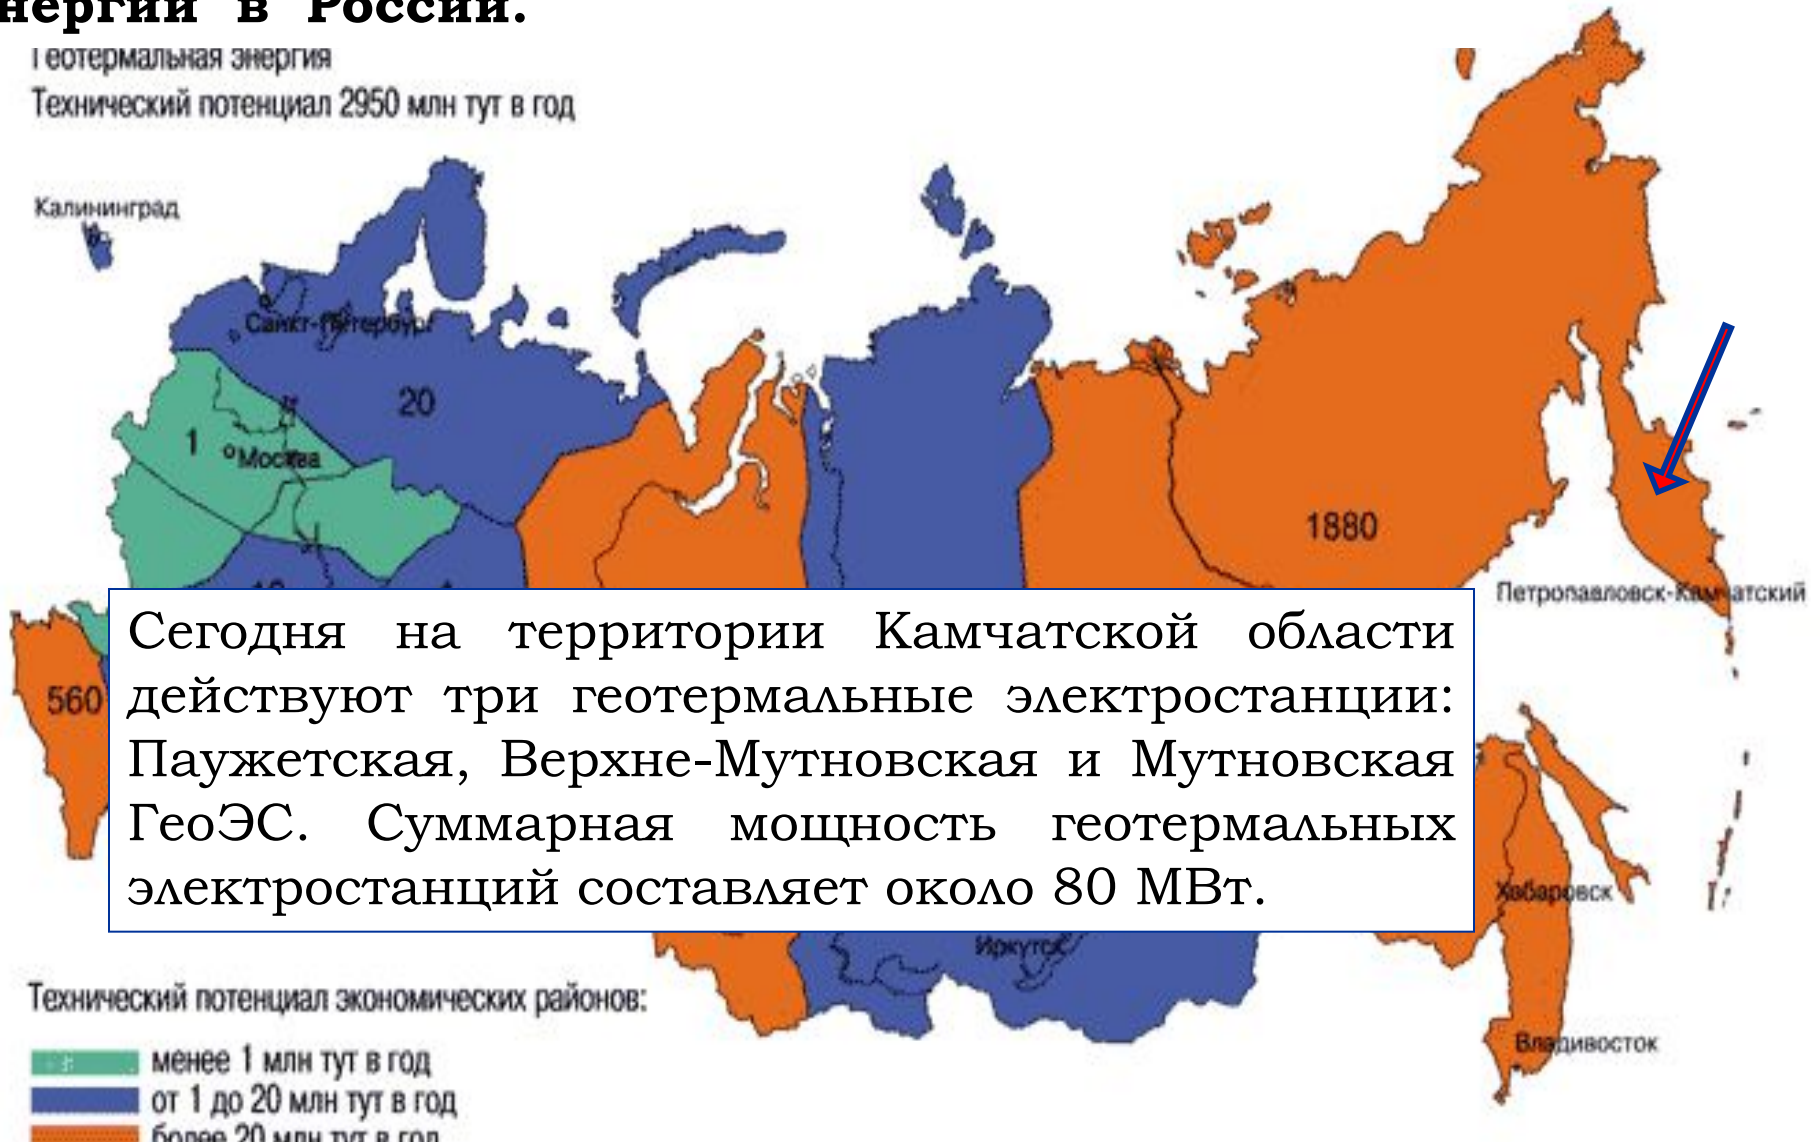 нергии в России.
Геотермальная энергия
Технический потенциал 2950 млн тут в год
Калининград
Санкт-Петербург
20
1
Москва
1880
Петропавловск-Камчатский
560
Сегодня на территории Камчатской области
действуют три геотермальные электростанции:
Паужетская, Верхне-Мутновская и Мутновская
ГеоЭС. Суммарная мощность геотермальных
электростанций составляет около 80 МВт.
Хабаровск
Иркутск
Технический потенциал экономических районов:
Владивосток
менее 1 млн тут в год
от 1 до 20 млн тут в год
более 20 млн тут в год